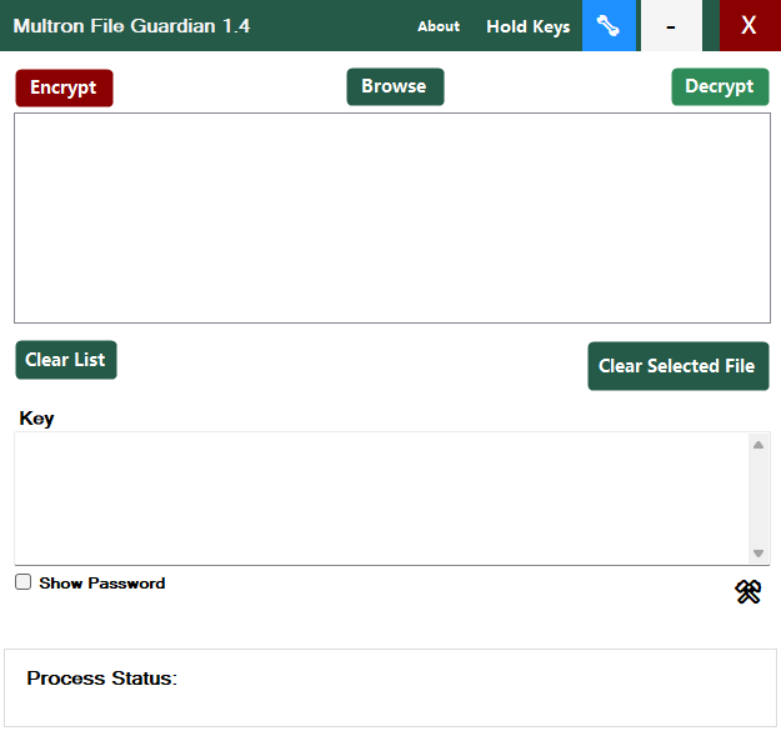 Multron File Guardian 1.4 About Hold Keys - X
Encrypt Browse Decrypt
Clear List Clear Selected File
Key
Show Password
Process Status: